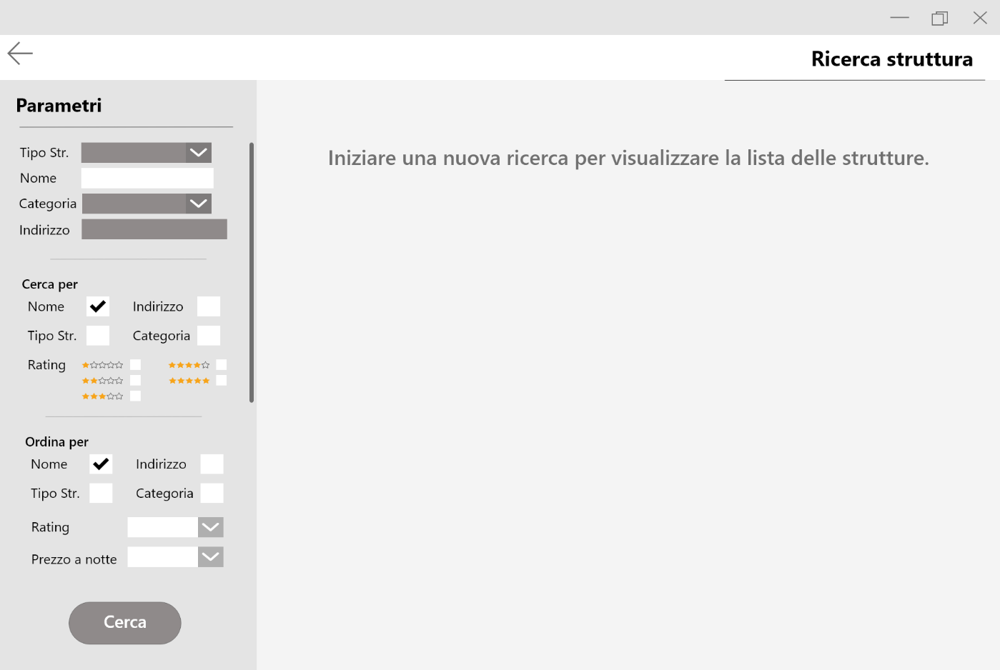 Ricerca struttura
Parametri
Iniziare una nuova ricerca per visualizzare la lista delle strutture.
Tipo Str.
Nome
Categoria
Indirizzo
Cerca per
Nome Indirizzo
Tipo Str. Categoria
Rating
Ordina per
Nome Indirizzo
Tipo Str. Categoria
Rating
Prezzo a notte
Cerca